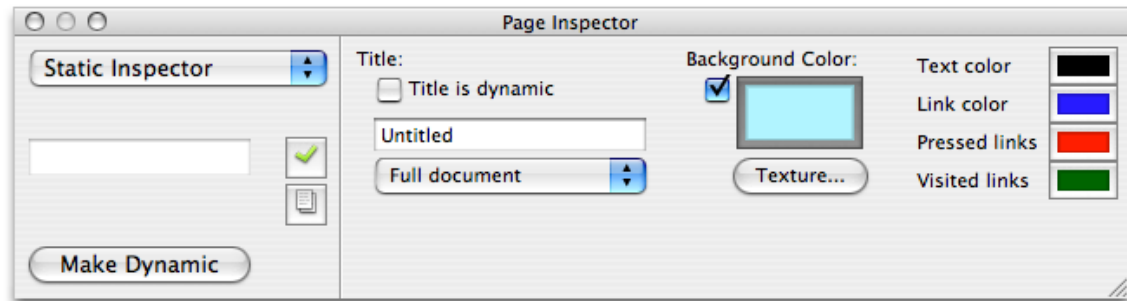 Page Inspector
Static Inspector
Make Dynamic
Title:
Title is dynamic
Untitled
Full document
Background Color:
Texture...
Text color
Link color
Pressed links
Visited links